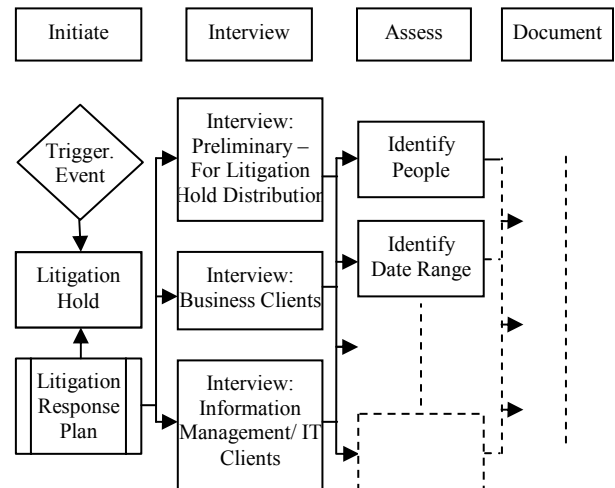 Initiate
Interview
Assess
Document
Trigger.
Event
Litigation
Hold
Litigation
Response
Plan
Interview:
Preliminary –
For Litigation
Hold Distribution
Interview:
Business Clients
Interview:
Information
Management/ IT
Clients
Identify
People
Identify
Date Range